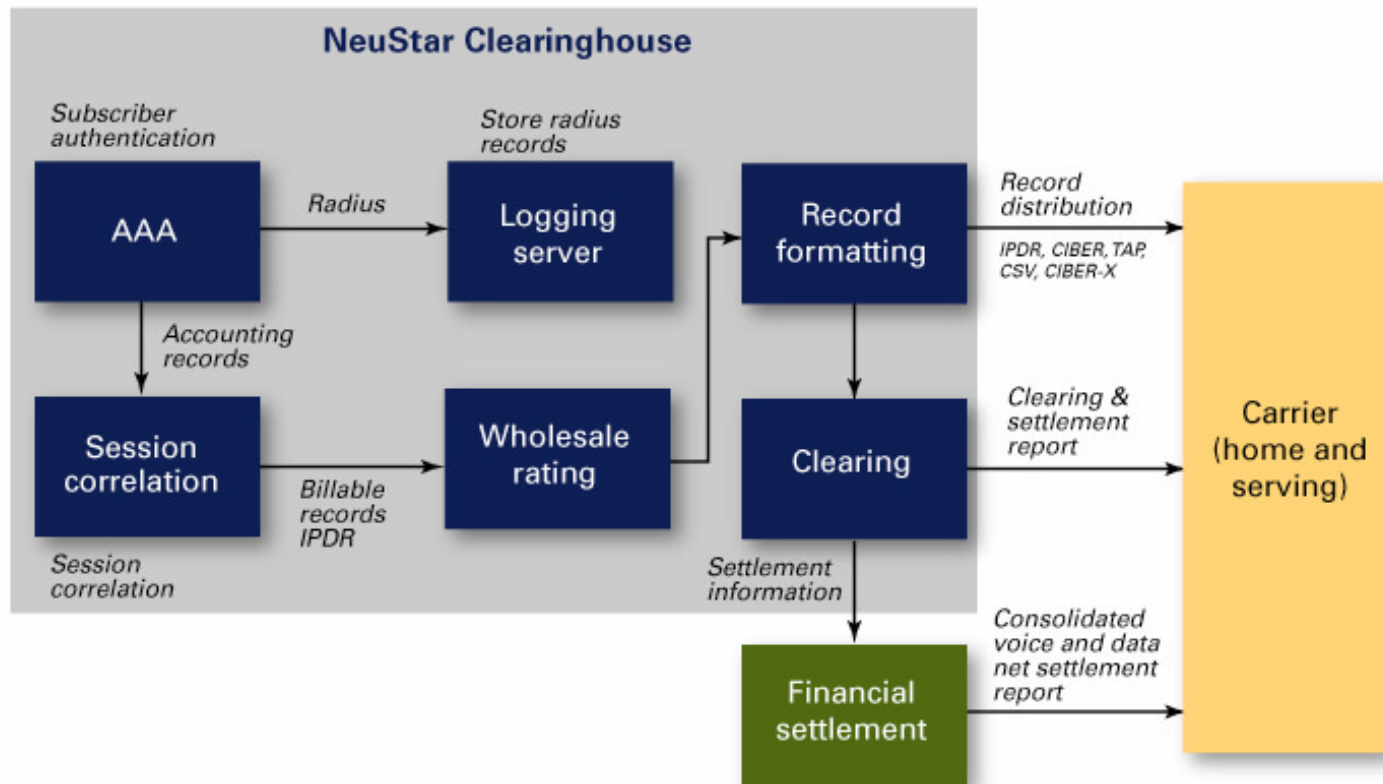 NeuStar Clearinghouse
Subscriber
authentication
AAA
Radius
Store radius
records
Logging
server
Record
formatting
Record
distribution
IPDR, CIBER, TAP,
CSV, CIBER-X
Accounting
records
Session
correlation
Session
correlation
Billable
records
IPDR
Wholesale
rating
Clearing
Clearing &
settlement
report
Carrier
(home and
serving)
Settlement
information
Financial
settlement
Consolidated
voice and data
net settlement
report